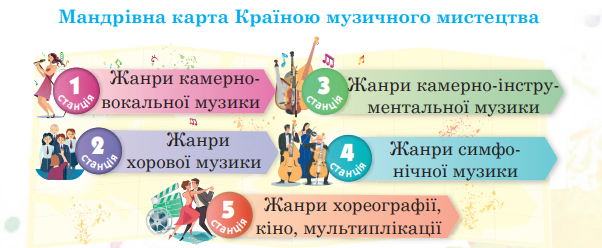 Мандрівна карта Країною музичного мистецтва
1
станція
Жанри камерно-
вокальної музики
2
станція
Жанри
хорової музики
3
станція
Жанри камерно-інстру-
ментальної музики
4
станція
Жанри симфо-
нічної музики
5
станція
Жанри хореографії,
кіно, мультиплікації